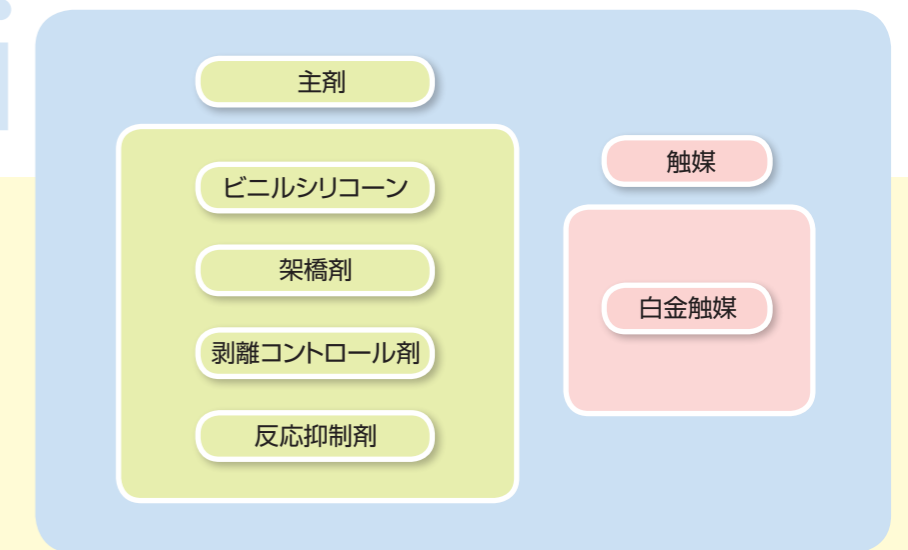 主剤
ビニルシリコーン
架橋剤
剥離コントロール剤
反応抑制剤
触媒
白金触媒